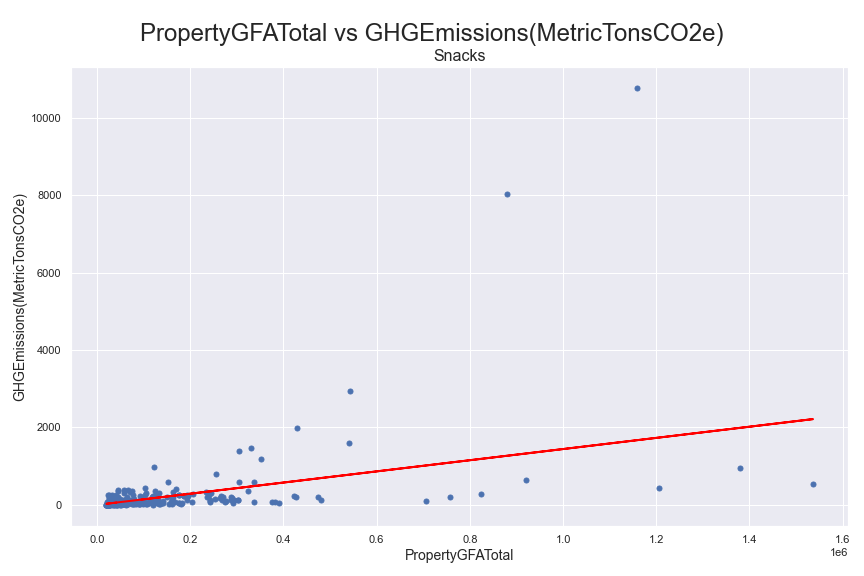 PropertyGFATotal vs GHGEmissions(MetricTonsCO2e)
Snacks
GHGEmissions(MetricTonsCO2e)
10000
8000
6000
4000
2000
0
0.0 0.2 0.4 0.6 0.8 1.0 1.2 1.4 1.6
1e6
PropertyGFATotal